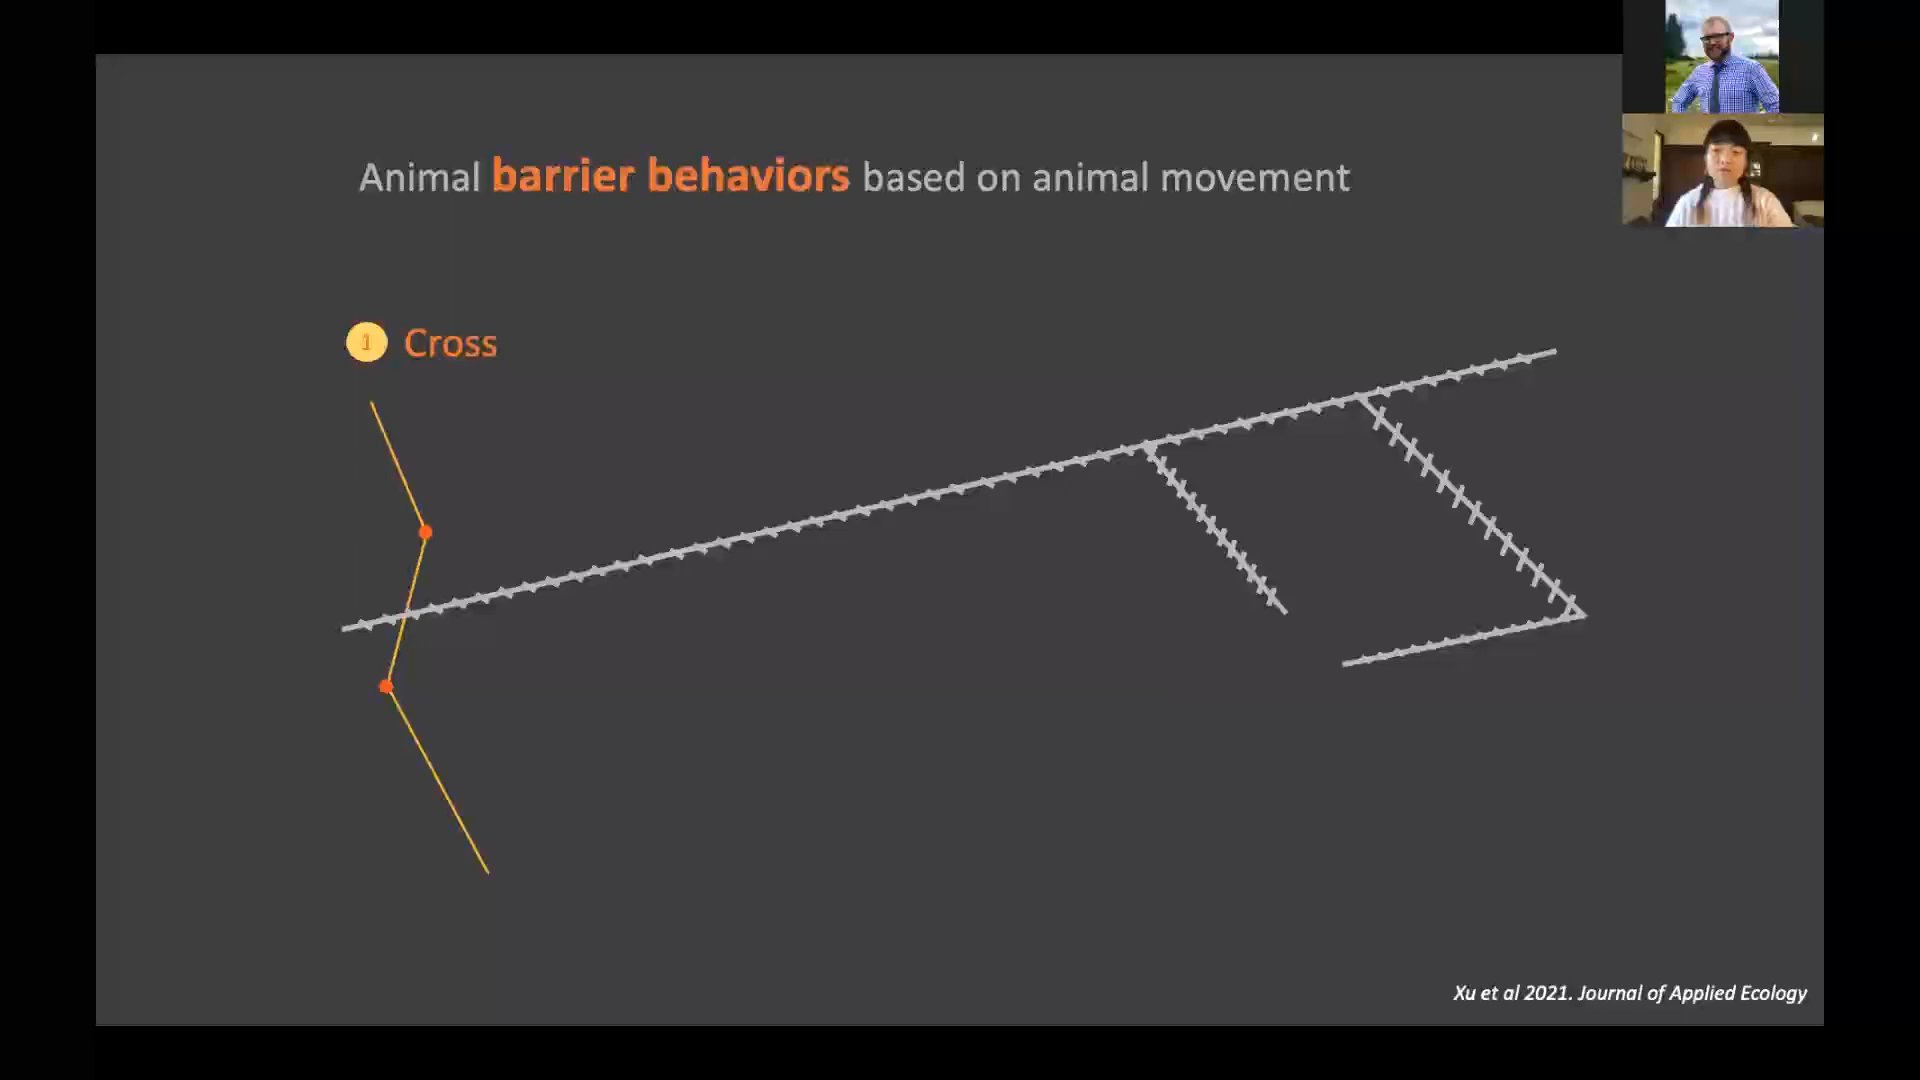 Animal barrier behaviors based on animal movement
1 Cross
Xu et al 2021. Journal of Applied Ecology